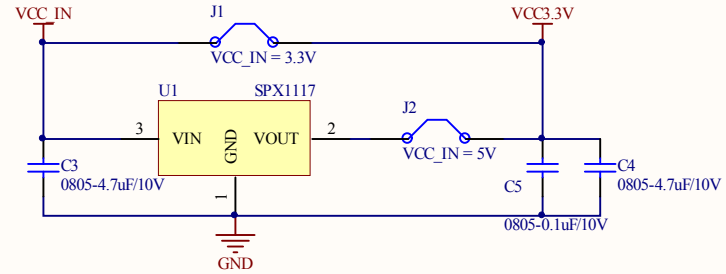 VCC_IN
J1
VCC3.3V
VCC_IN = 3.3V
U1
SPX1117
J2
3
VIN
GND
VOUT
2
VCC_IN = 5V
C3
0805-4.7uF/10V
1
C5
C4
0805-4.7uF/10V
0805-0.1uF/10V
GND